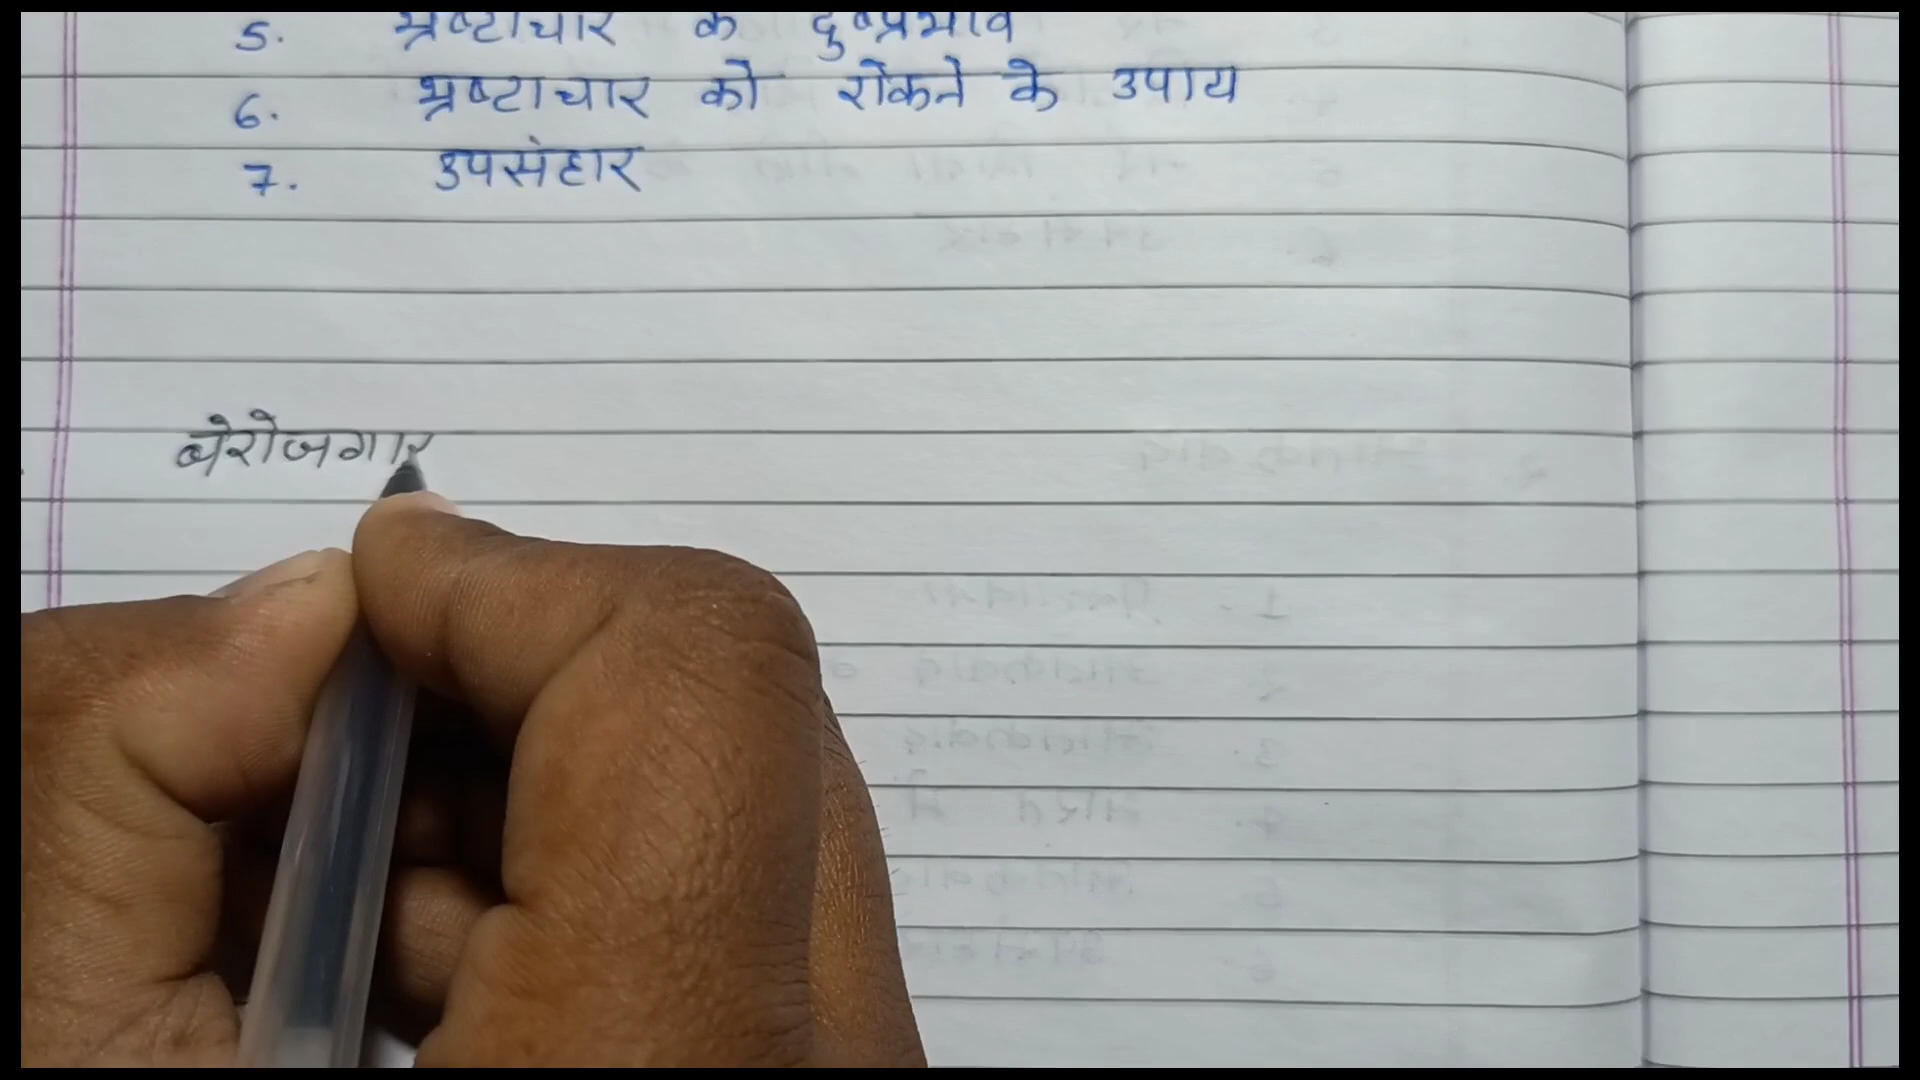 5. भ्रष्टाचार के दुष्प्रभाव
6. भ्रष्टाचार को रोकने के उपाय
7. उपसंहार
बेरोजगार